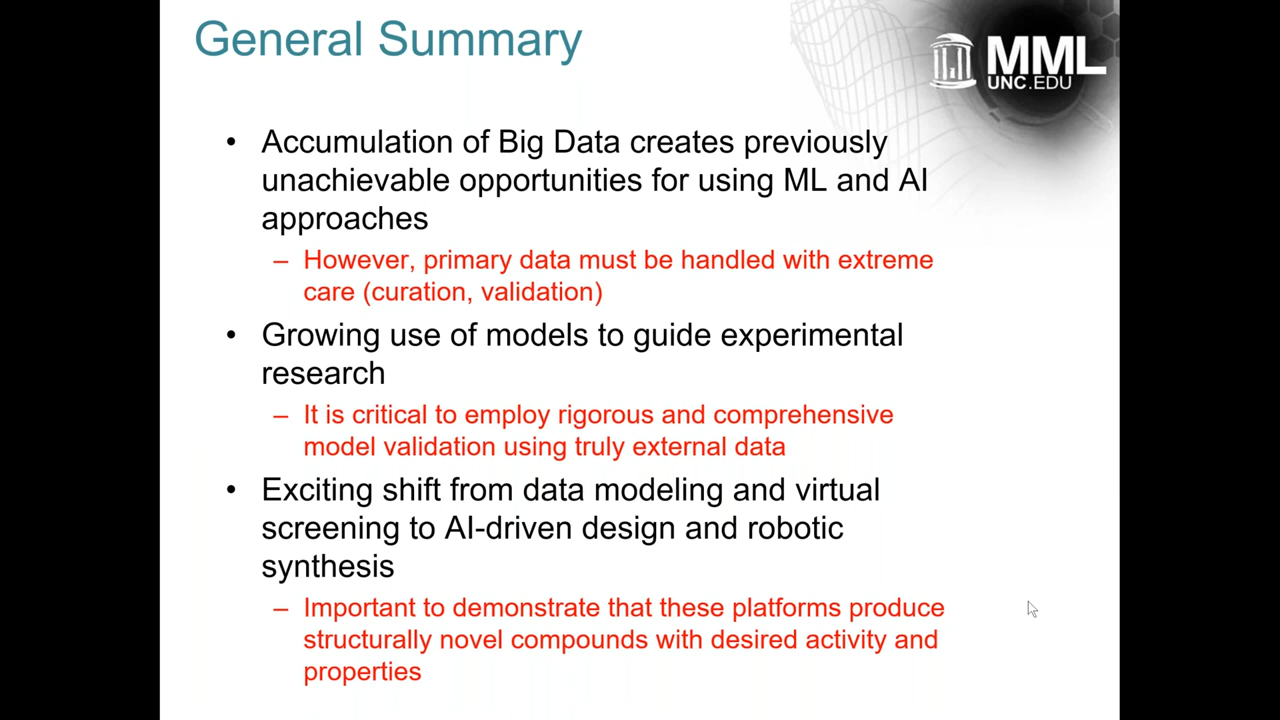 General Summary
MML
UNC.EDU
• Accumulation of Big Data creates previously
unachievable opportunities for using ML and AI
approaches
– However, primary data must be handled with extreme
care (curation, validation)
• Growing use of models to guide experimental
research
– It is critical to employ rigorous and comprehensive
model validation using truly external data
• Exciting shift from data modeling and virtual
screening to AI-driven design and robotic
synthesis
– Important to demonstrate that these platforms produce
structurally novel compounds with desired activity and
properties